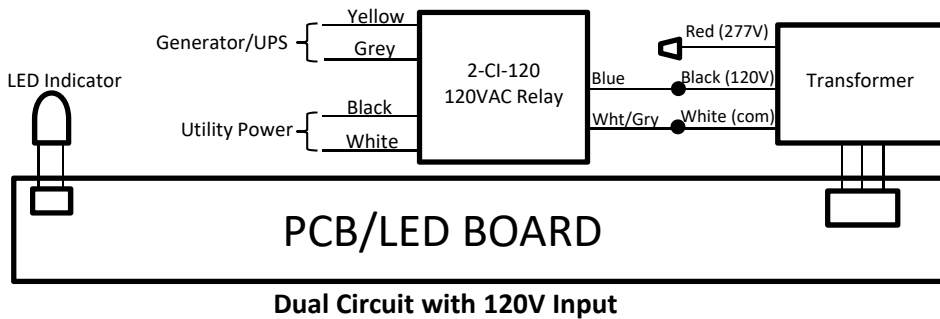 Yellow
Generator/UPS
Grey
LED Indicator
Black
Utility Power
White
2-CI-120
120VAC Relay
Blue
Wht/Gry
Red (277V)
Black (120V)
White (com)
Transformer
PCB/LED BOARD
Dual Circuit with 120V Input